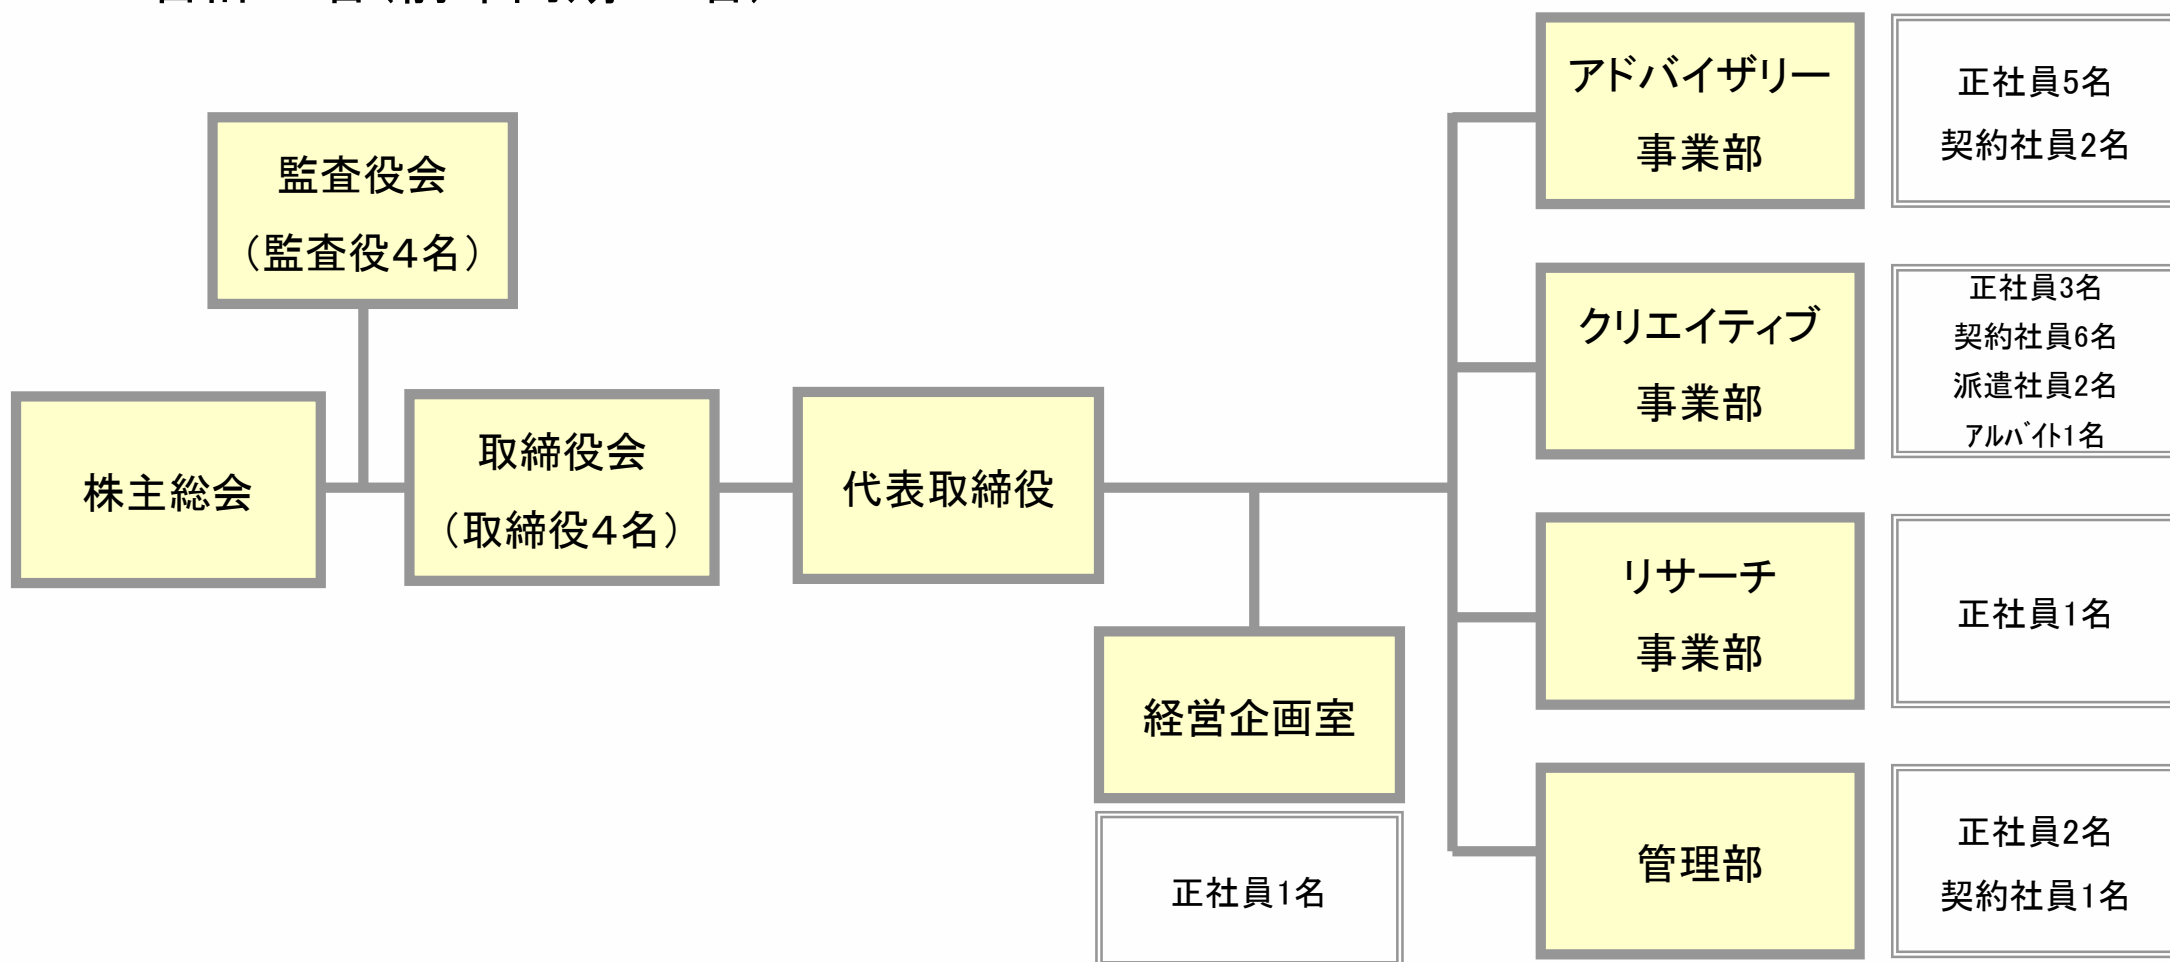 アドバイザリー
事業部
正社員5名
契約社員2名
監査役会
（監査役４名）
クリエイティブ
事業部
正社員3名
契約社員6名
派遣社員2名
ｱﾙﾊﾞｲﾄ1名
株主総会
取締役会
（取締役４名）
代表取締役
リサーチ
事業部
正社員1名
経営企画室
正社員1名
管理部
正社員2名
契約社員1名